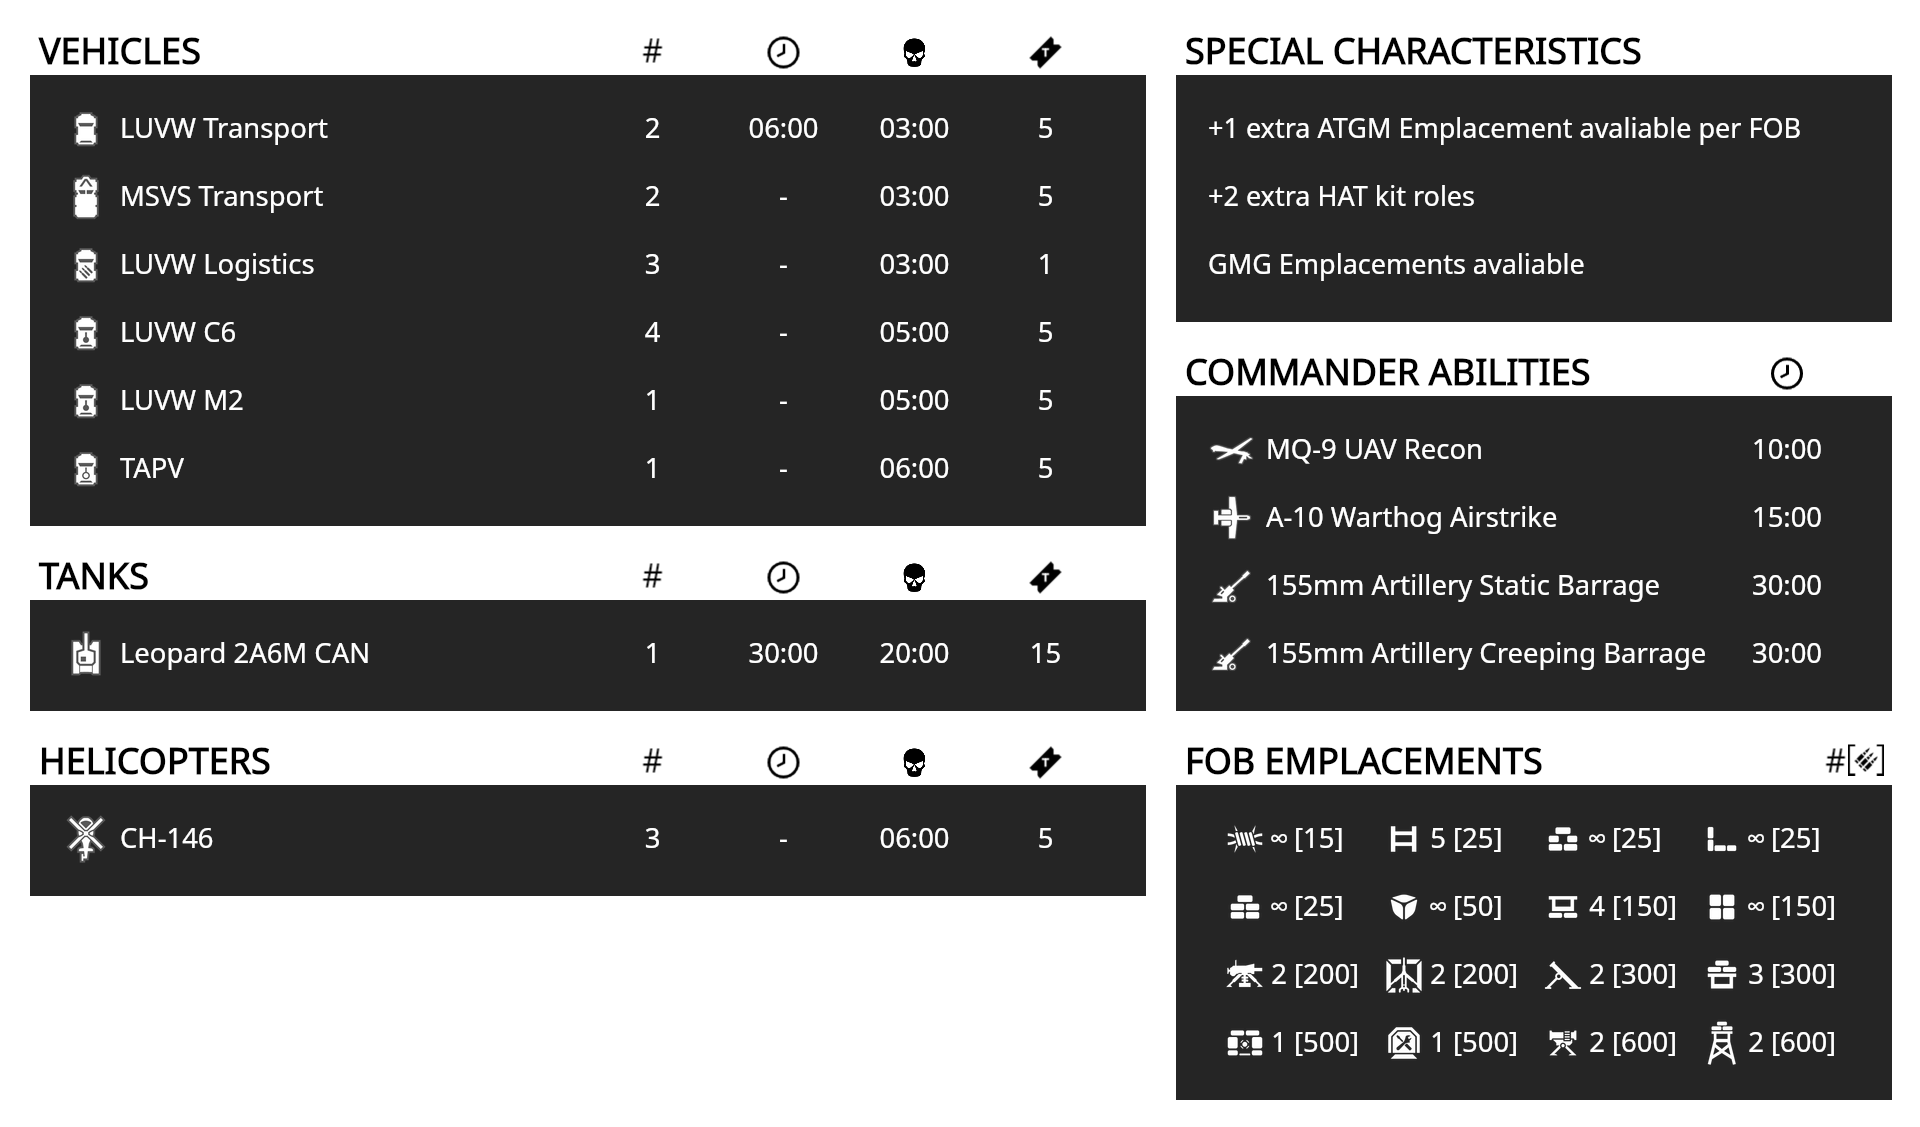 VEHICLES #
LUVW Transport 2 06:00 03:00 5
MSVS Transport 2 - 03:00 5
LUVW Logistics 3 - 03:00 1
LUVW C6 4 - 05:00 5
LUVW M2 1 - 05:00 5
TAPV 1 - 06:00 5
TANKS #
Leopard 2A6M CAN 1 30:00 20:00 15
HELICOPTERS #
CH-146 3 - 06:00 5
SPECIAL CHARACTERISTICS
+1 extra ATGM Emplacement avaliable per FOB
+2 extra HAT kit roles
GMG Emplacements avaliable
COMMANDER ABILITIES
MQ-9 UAV Recon 10:00
A-10 Warthog Airstrike 15:00
155mm Artillery Static Barrage 30:00
155mm Artillery Creeping Barrage 30:00
FOB EMPLACEMENTS #[]
∞ [15] 5 [25] ∞ [25] ∞ [25]
∞ [25] ∞ [50] 4 [150] ∞ [150]
2 [200] 2 [200] 2 [300] 3 [300]
1 [500] 1 [500] 2 [600] 2 [600]